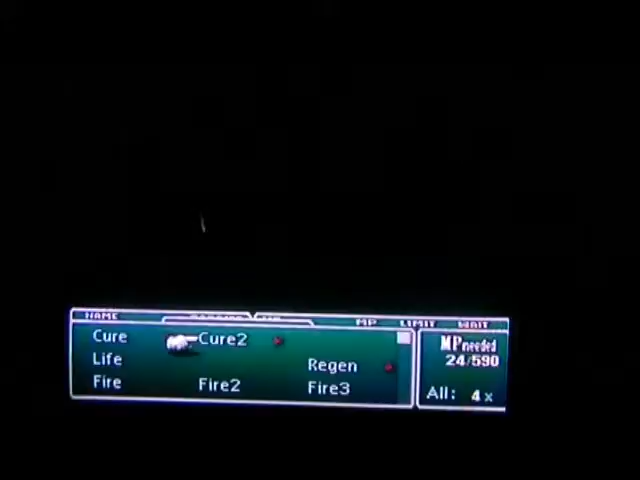 NAME MP LIMIT WAIT
Cure Cure2
Life Regen
Fire Fire2 Fire3
MP needed
24/590
All: 4x